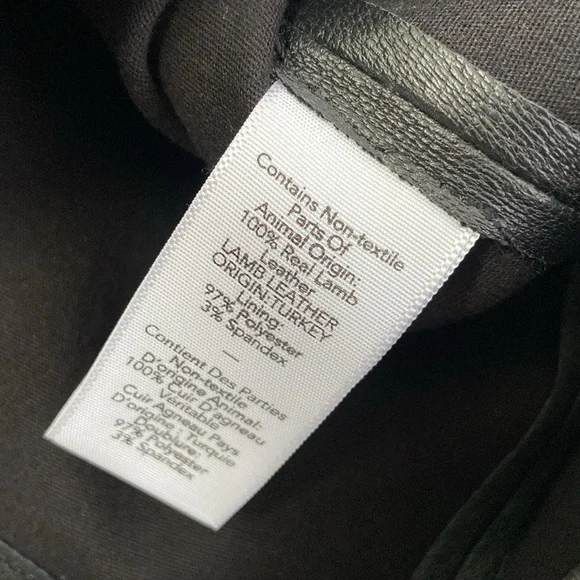 Contains Non-textile
Parts Of
Animal Origin:
100% Real Lamb
Leather
LAMB LEATHER
ORIGIN:TURKEY
Lining:
97% Polyester
3% Spandex
—
Contient Des Parties
Non-textile
D'origine Animal:
100% Cuir D'agneau
Véritable
Cuir Agneau Pays
D'origine, Turquie
Doublure:
97% Polyester
3% Spandex